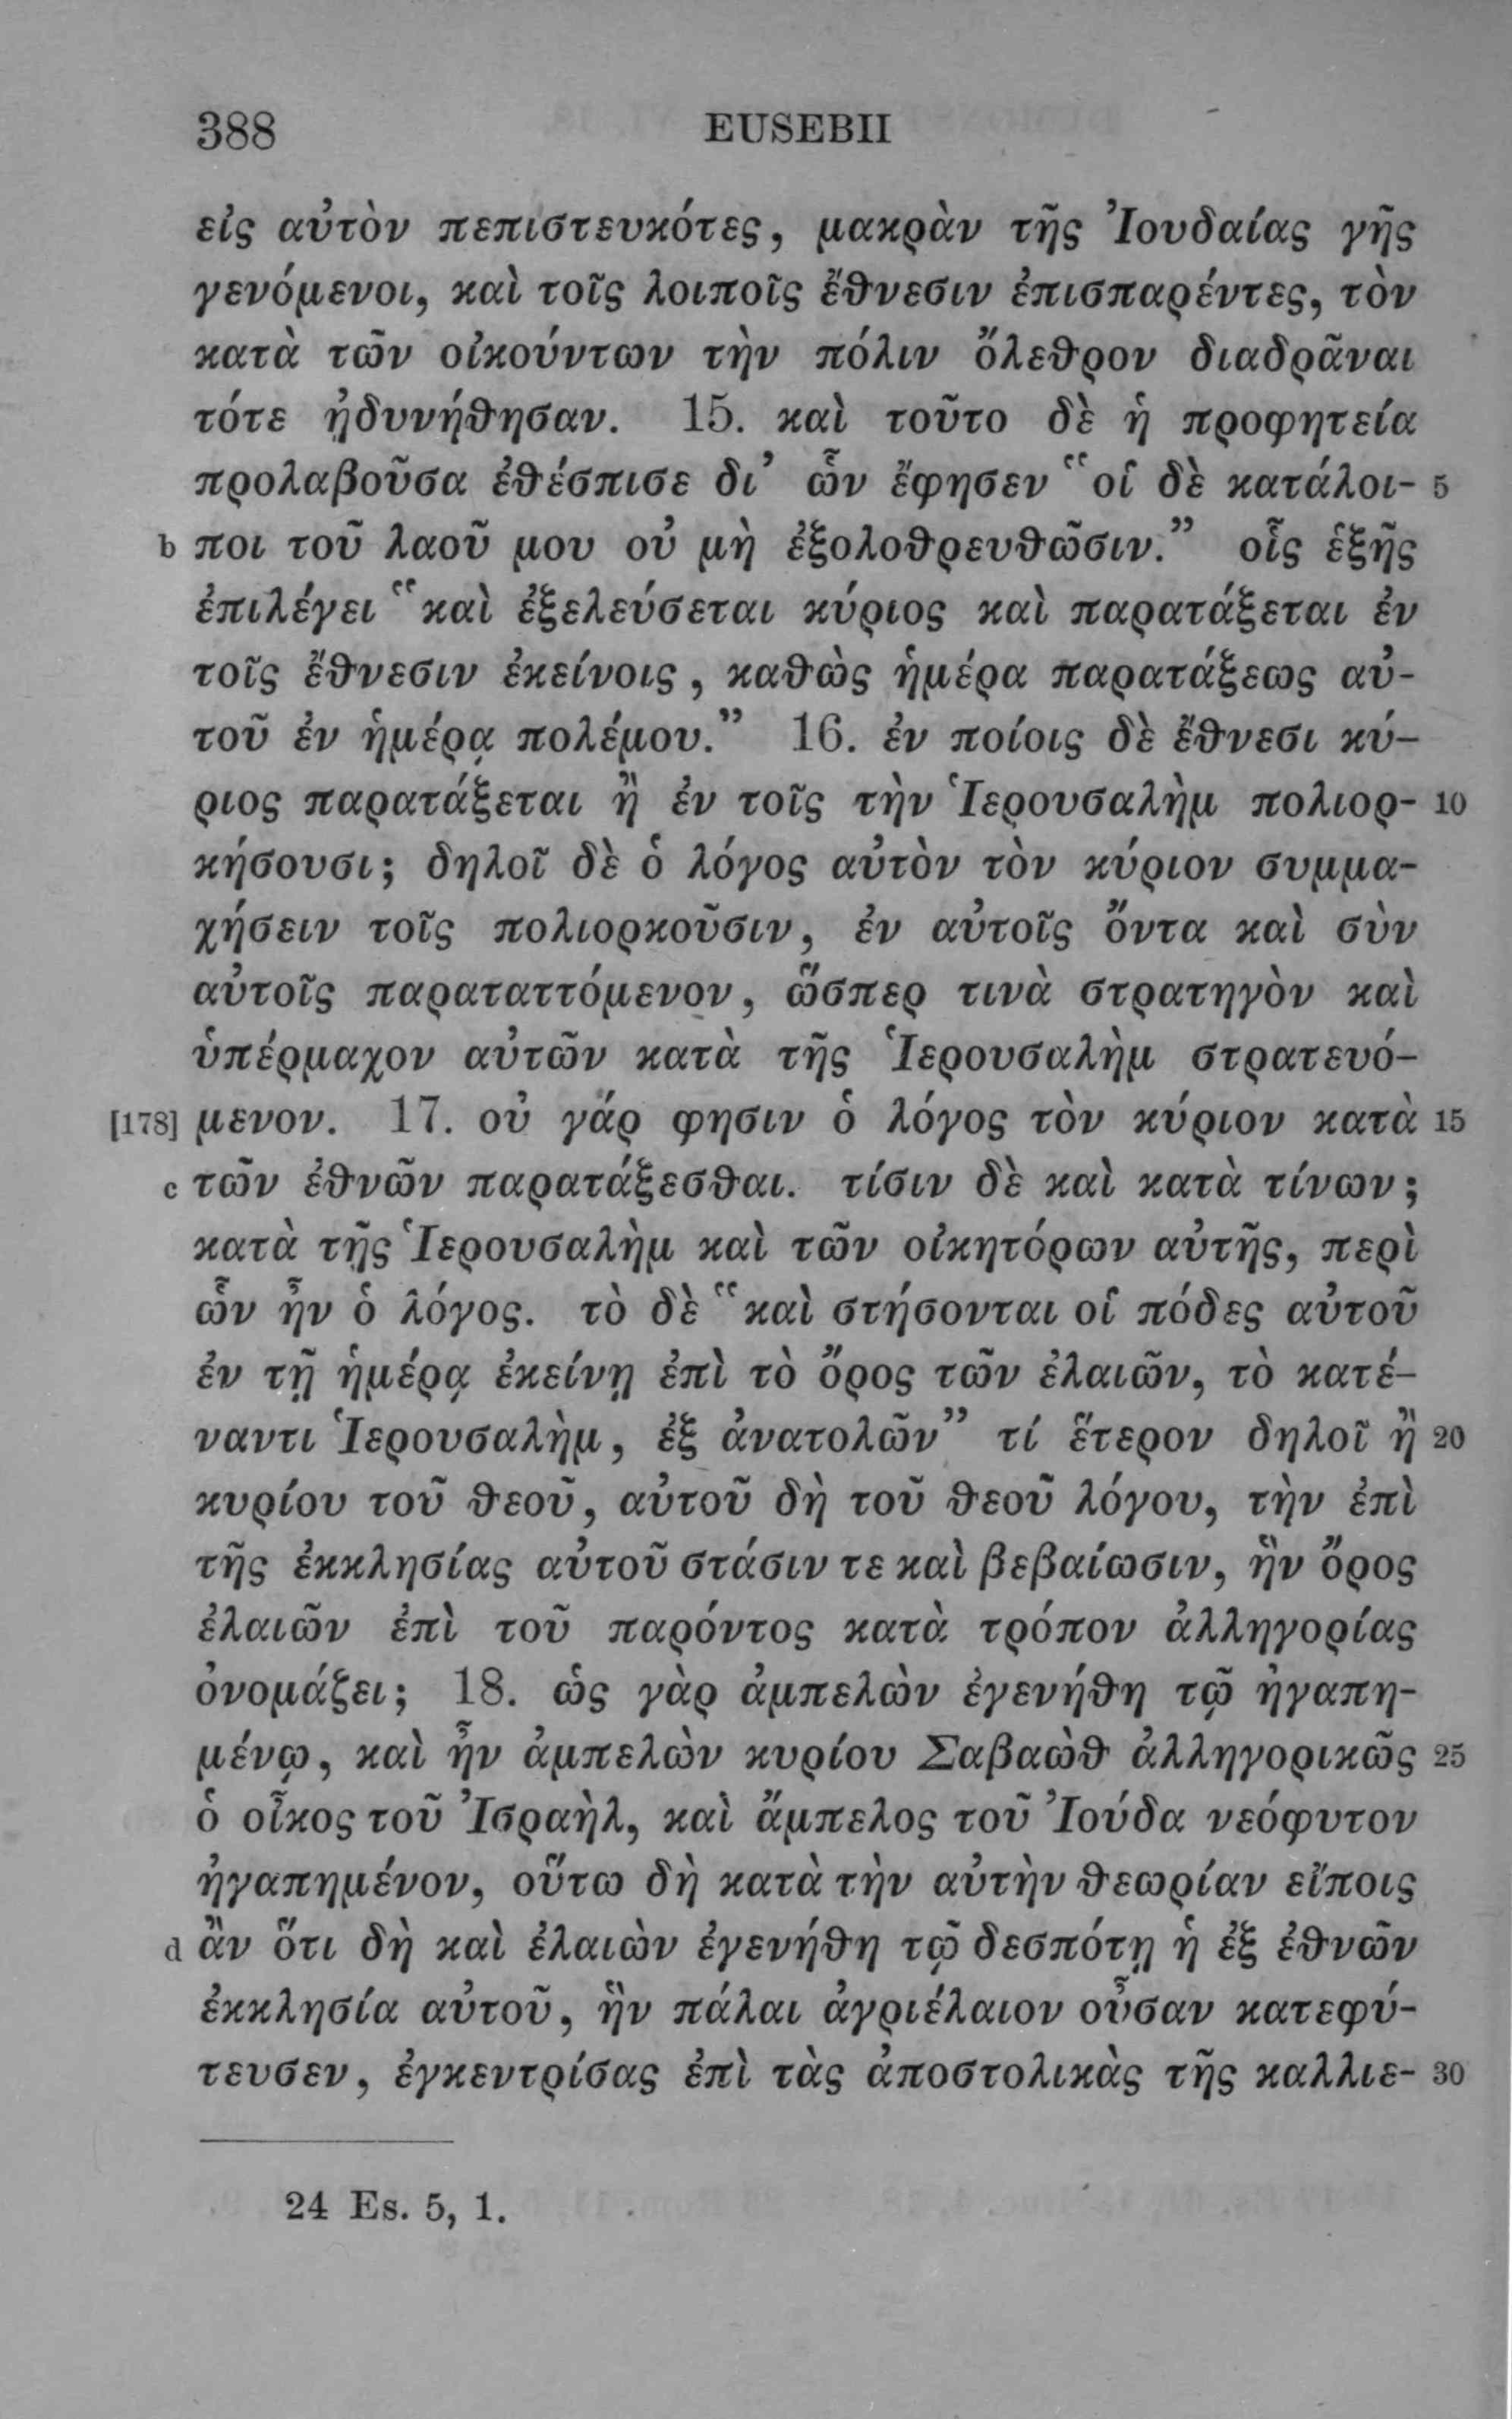 388 EUSEBII
εἰς αὐτὸν πεπιστευκότες, μακρὰν τῆς Ἰουδαίας γῆς
γενόμενοι, καὶ τοῖς λοιποῖς ἔθνεσιν ἐπισπαρέντες, τὸν
κατὰ τῶν οἰκούντων τὴν πόλιν ὄλεθρον διαδρᾶναι
τότε ἠδυνήθησαν. 15. καὶ τοῦτο δὲ ἡ προφητεία
προλαβοῦσα ἐθέσπισε δι’ ὧν ἔφησεν “οἱ δὲ κατάλοι- 5
b ποι τοῦ λαοῦ μου οὐ μὴ ἐξολοθρευθῶσιν.” οἷς ἑξῆς
ἐπιλέγει “καὶ ἐξελεύσεται κύριος καὶ παρατάξεται ἐν
τοῖς ἔθνεσιν ἐκείνοις, καθὼς ἡμέρα παρατάξεως αὐ-
τοῦ ἐν ἡμέρᾳ πολέμου.” 16. ἐν ποίοις δὲ ἔθνεσι κύ-
ριος παρατάξεται ἢ ἐν τοῖς τὴν Ἱερουσαλὴμ πολιορ- 10
κήσουσι; δηλοῖ δὲ ὁ λόγος αὐτὸν τὸν κύριον συμμα-
χήσειν τοῖς πολιορκοῦσιν, ἐν αὐτοῖς ὄντα καὶ σὺν
αὐτοῖς παραταττόμενον, ὥσπερ τινὰ στρατηγὸν καὶ
ὑπέρμαχον αὐτῶν κατὰ τῆς Ἱερουσαλὴμ στρατευό-
[178] μενον. 17. οὐ γάρ φησιν ὁ λόγος τὸν κύριον κατὰ 15
c τῶν ἐθνῶν παρατάξεσθαι. τίσιν δὲ καὶ κατὰ τίνων;
κατὰ τῆς Ἱερουσαλὴμ καὶ τῶν οἰκητόρων αὐτῆς, περὶ
ὧν ἦν ὁ λόγος. τὸ δὲ “καὶ στήσονται οἱ πόδες αὐτοῦ
ἐν τῇ ἡμέρᾳ ἐκείνῃ ἐπὶ τὸ ὄρος τῶν ἐλαιῶν, τὸ κατέ-
ναντι Ἱερουσαλὴμ, ἐξ ἀνατολῶν” τί ἕτερον δηλοῖ ἢ 20
κυρίου τοῦ θεοῦ, αὐτοῦ δὴ τοῦ θεοῦ λόγου, τὴν ἐπὶ
τῆς ἐκκλησίας αὐτοῦ στάσιν τε καὶ βεβαίωσιν, ἣν ὄρος
ἐλαιῶν ἐπὶ τοῦ παρόντος κατὰ τρόπον ἀλληγορίας
ὀνομάζει; 18. ὡς γὰρ ἀμπελὼν ἐγενήθη τῷ ἠγαπη-
μένῳ, καὶ ἦν ἀμπελὼν κυρίου Σαβαὼθ ἀλληγορικῶς 25
ὁ οἶκος τοῦ Ἰσραὴλ, καὶ ἄμπελος τοῦ Ἰούδα νεόφυτον
ἠγαπημένον, οὕτω δὴ κατὰ τὴν αὐτὴν θεωρίαν εἴποις
d ἂν ὅτι δὴ καὶ ἐλαιὼν ἐγενήθη τῷ δεσπότῃ ἡ ἐξ ἐθνῶν
ἐκκλησία αὐτοῦ, ἣν πάλαι ἀγριέλαιον οὖσαν κατεφύ-
τευσεν, ἐγκεντρίσας ἐπὶ τὰς ἀποστολικὰς τῆς καλλιε- 30
24 Es. 5, 1.